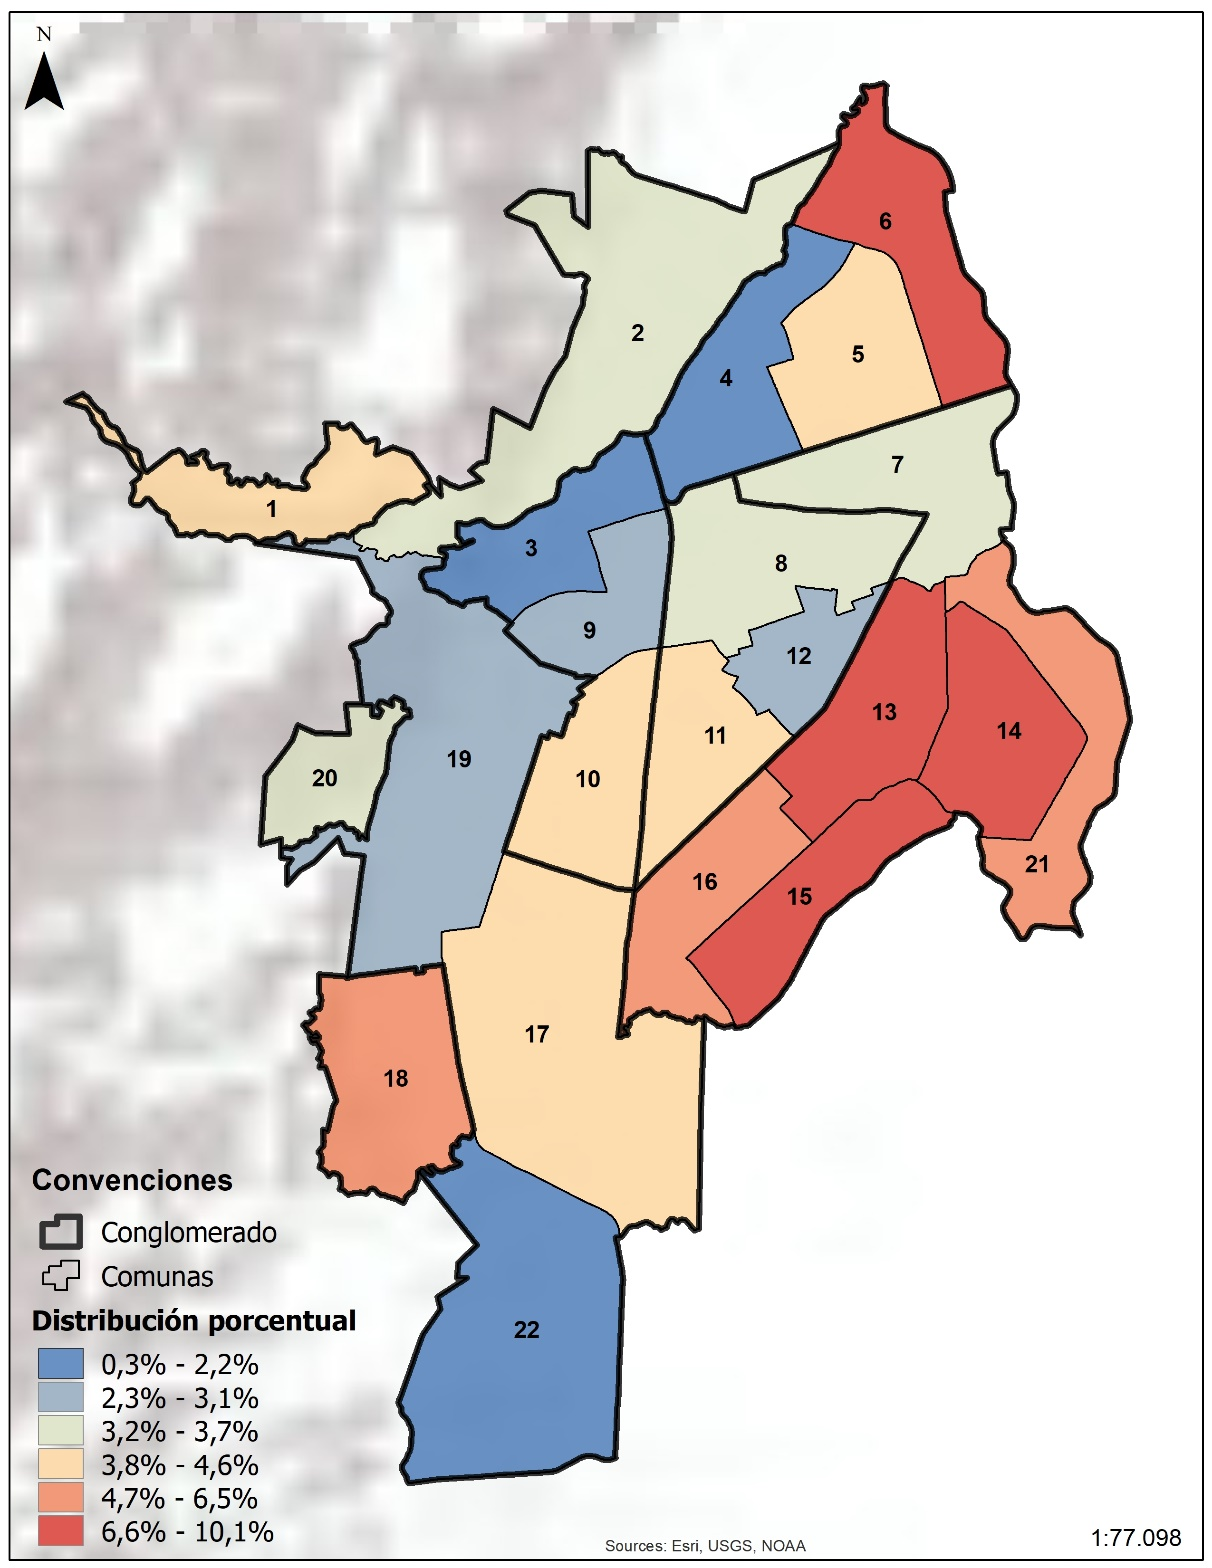 N
6
2
5
4
7
1
3
8
9
12
13
14
11
19
20
10
21
16
15
17
18
22
Convenciones
Conglomerado
Comunas
Distribución porcentual
0,3% - 2,2%
2,3% - 3,1%
3,2% - 3,7%
3,8% - 4,6%
4,7% - 6,5%
6,6% - 10,1%
Sources: Esri, USGS, NOAA
1:77.098